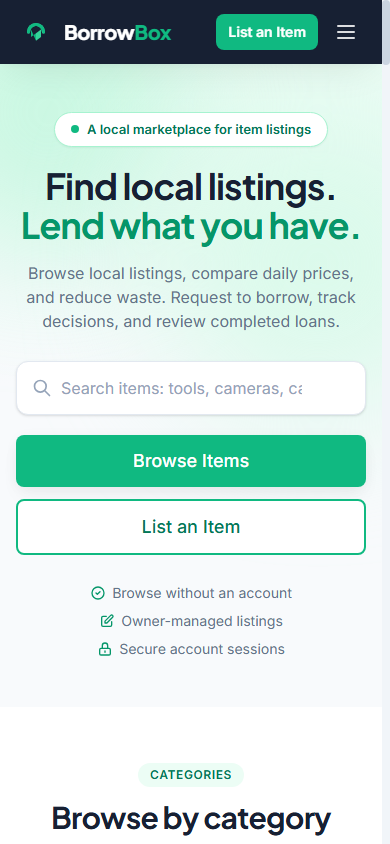 BorrowBox
List an Item
A local marketplace for item listings
Find local listings.
Lend what you have.
Browse local listings, compare daily prices,
and reduce waste. Request to borrow, track
decisions, and review completed loans.
Search items: tools, cameras, ca
Browse Items
List an Item
Browse without an account
Owner-managed listings
Secure account sessions
CATEGORIES
Browse by category